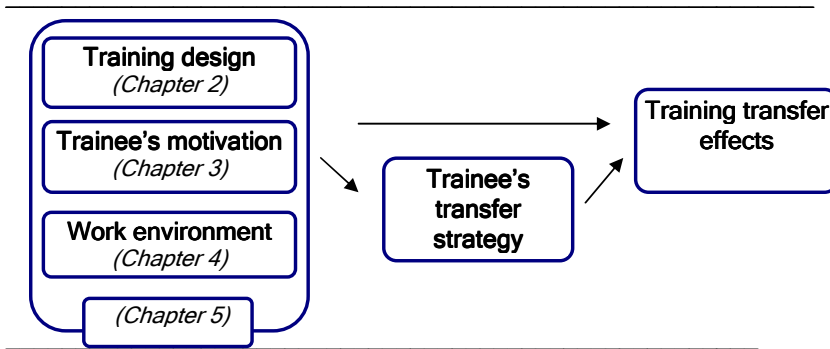 Training design
(Chapter 2)
Trainee's motivation
(Chapter 3)
Work environment
(Chapter 4)
(Chapter 5)
Trainee's
transfer
strategy
Training transfer
effects